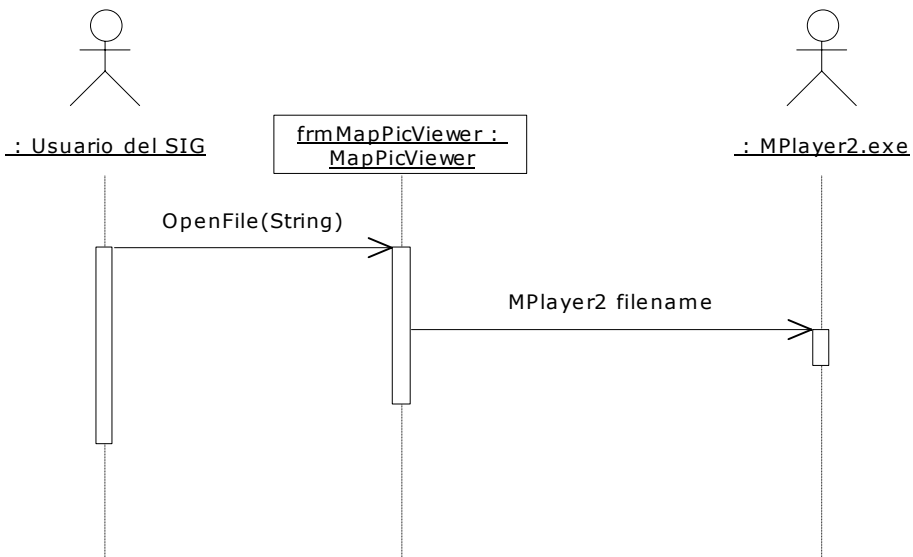 : Usuario del SIG
frmMapPicViewer :
MapPicViewer
: MPlayer2.exe
OpenFile(String)
MPlayer2 filename